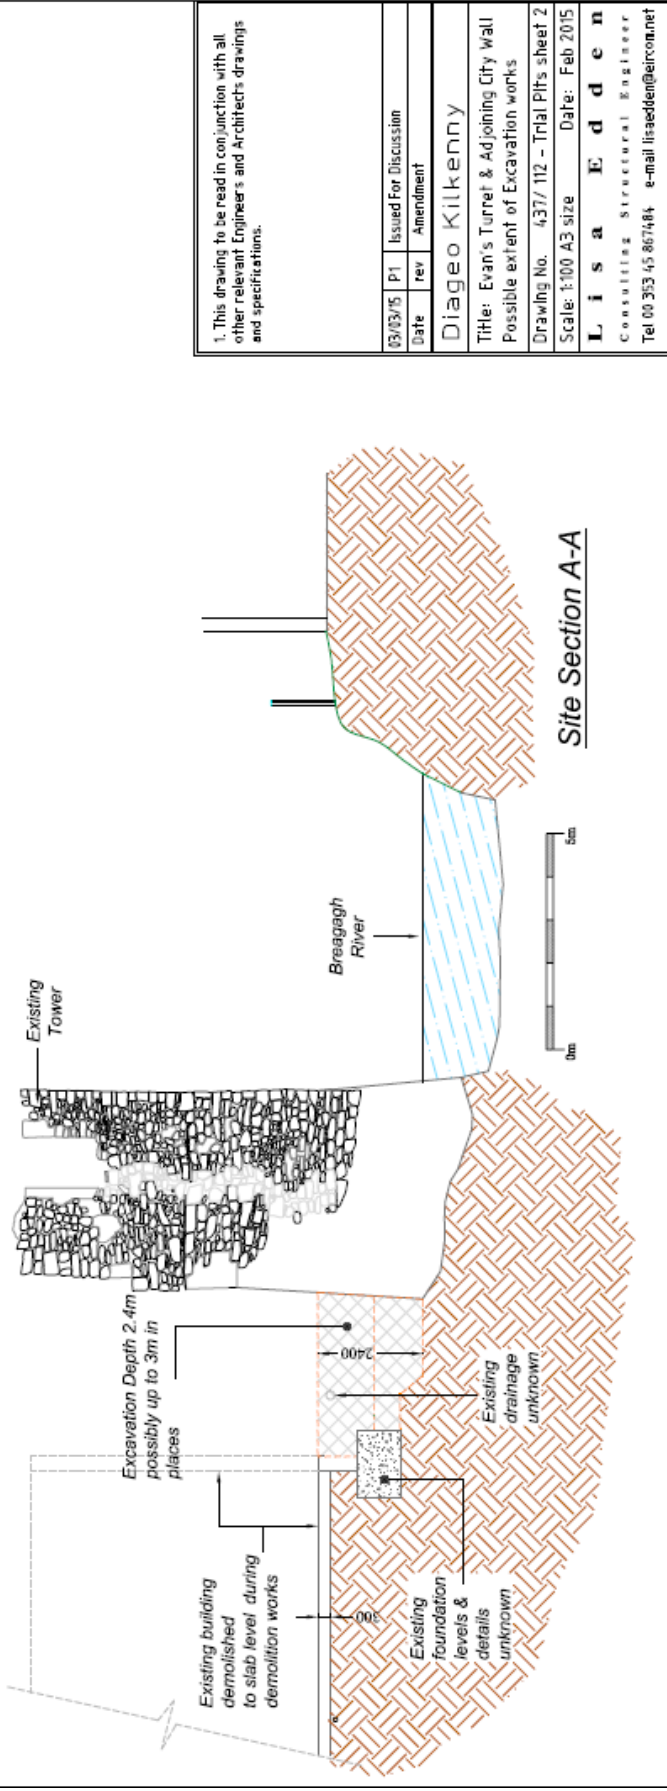 Existing
Tower
Excavation Depth 2.4m
possibly up to 3m in
places
Existing building
demolished
to slab level during
demolition works
300
2400
Existing
foundation
levels &
details
unknown
Existing
drainage
unknown
Breagagh
River
0m
5m
Site Section A-A
1. This drawing to be read in conjunction with all
other relevant Engineers and Architects drawings
and specifications.
03/03/15 P1 Issued For Discussion
Date rev Amendment
Diageo Kilkenny
Title: Evan's Turret & Adjoining City Wall
Possible extent of Excavation works
Drawing No. 437/ 112 - Trial Pits sheet 2
Scale: 1:100 A3 size Date: Feb 2015
Lisa Edden
Consulting Structural Engineer
Tel 00 353 45 867484 e-mail lisaedden@eircom.net